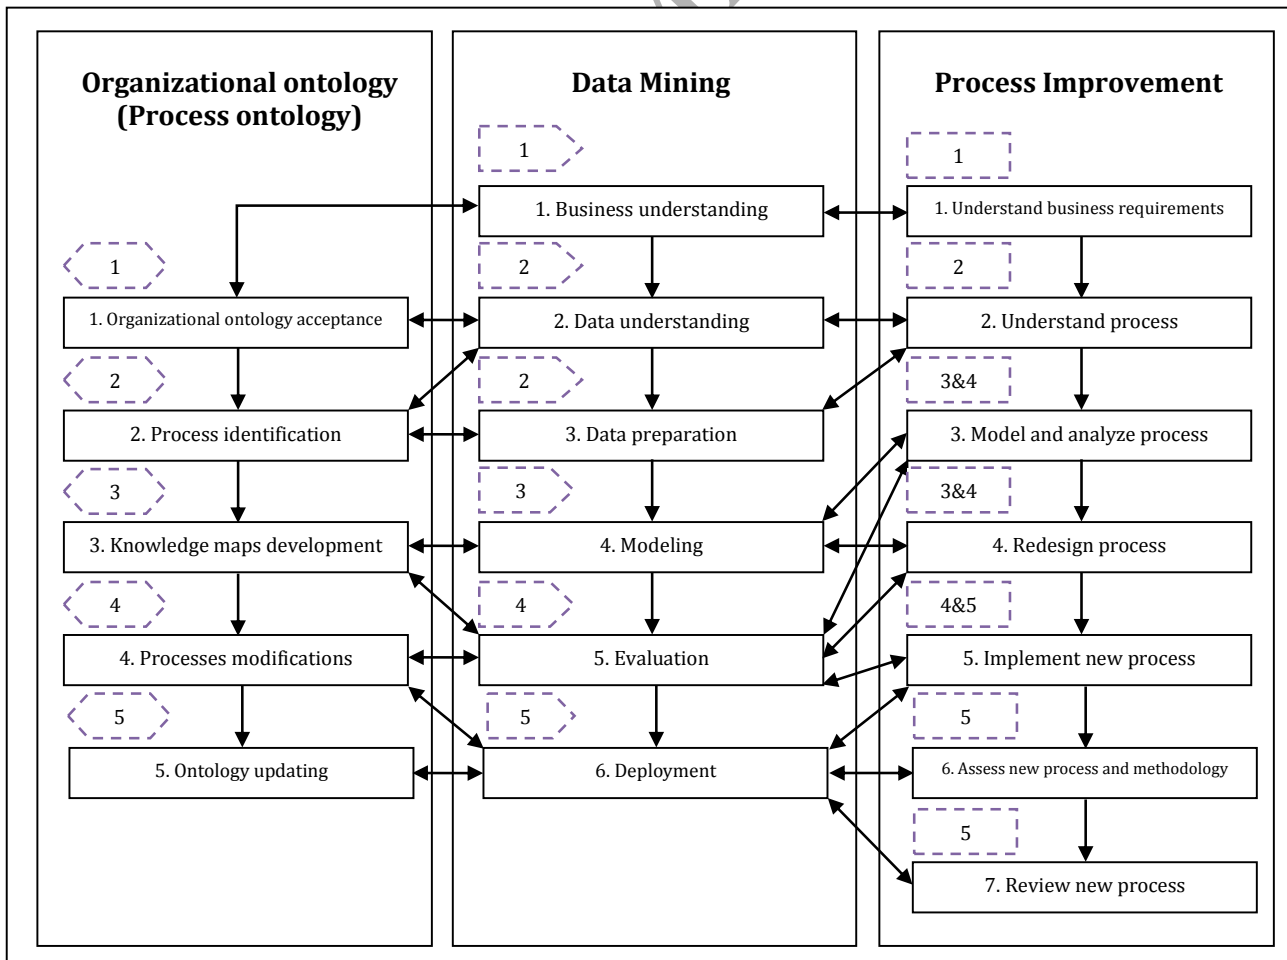 Organizational ontology
(Process ontology)
1
1. Organizational ontology acceptance
2
2. Process identification
3
3. Knowledge maps development
4
4. Processes modifications
5
5. Ontology updating
Data Mining
1
1. Business understanding
2
2. Data understanding
2
3. Data preparation
3
4. Modeling
4
5. Evaluation
5
6. Deployment
Process Improvement
1
1. Understand business requirements
2
2. Understand process
3&4
3. Model and analyze process
3&4
4. Redesign process
4&5
5. Implement new process
5
6. Assess new process and methodology
5
7. Review new process